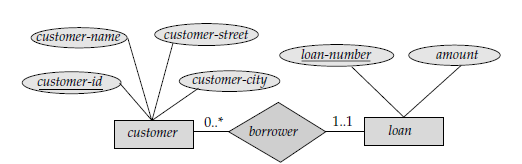 customer-name
customer-street
loan-number
amount
customer-id
customer-city
customer
0..*
borrower
1..1
loan